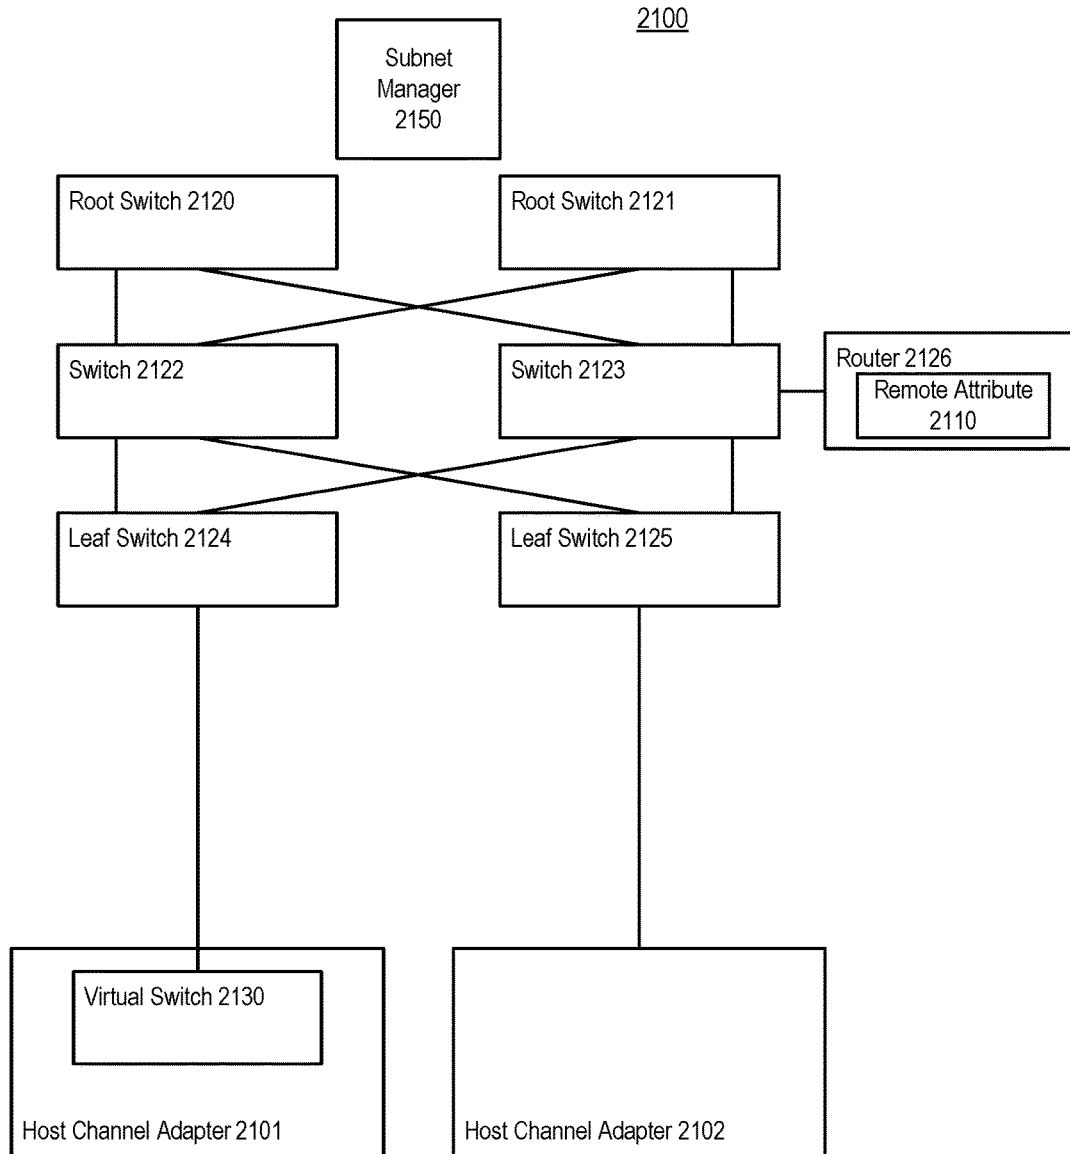 2100
Subnet
Manager
2150
Root Switch 2120
Root Switch 2121
Switch 2122
Switch 2123
Router 2126
Remote Attribute
2110
Leaf Switch 2124
Leaf Switch 2125
Virtual Switch 2130
Host Channel Adapter 2101
Host Channel Adapter 2102